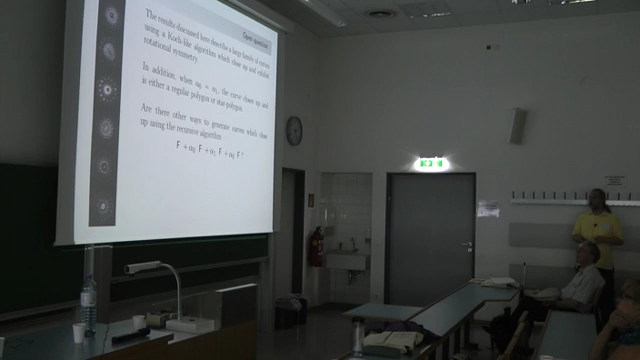 Open question
The results discussed here describe a large family of curves
using a Koch-like algorithm which close up and exhibit
rotational symmetry.
In addition, when α₀ = α₁, the curve closes up and
is either a regular polygon or star-polygon.
Are there other ways to generate curves which close
up using the recursive algorithm
F +α₀ F +α₁ F +α₀ F?